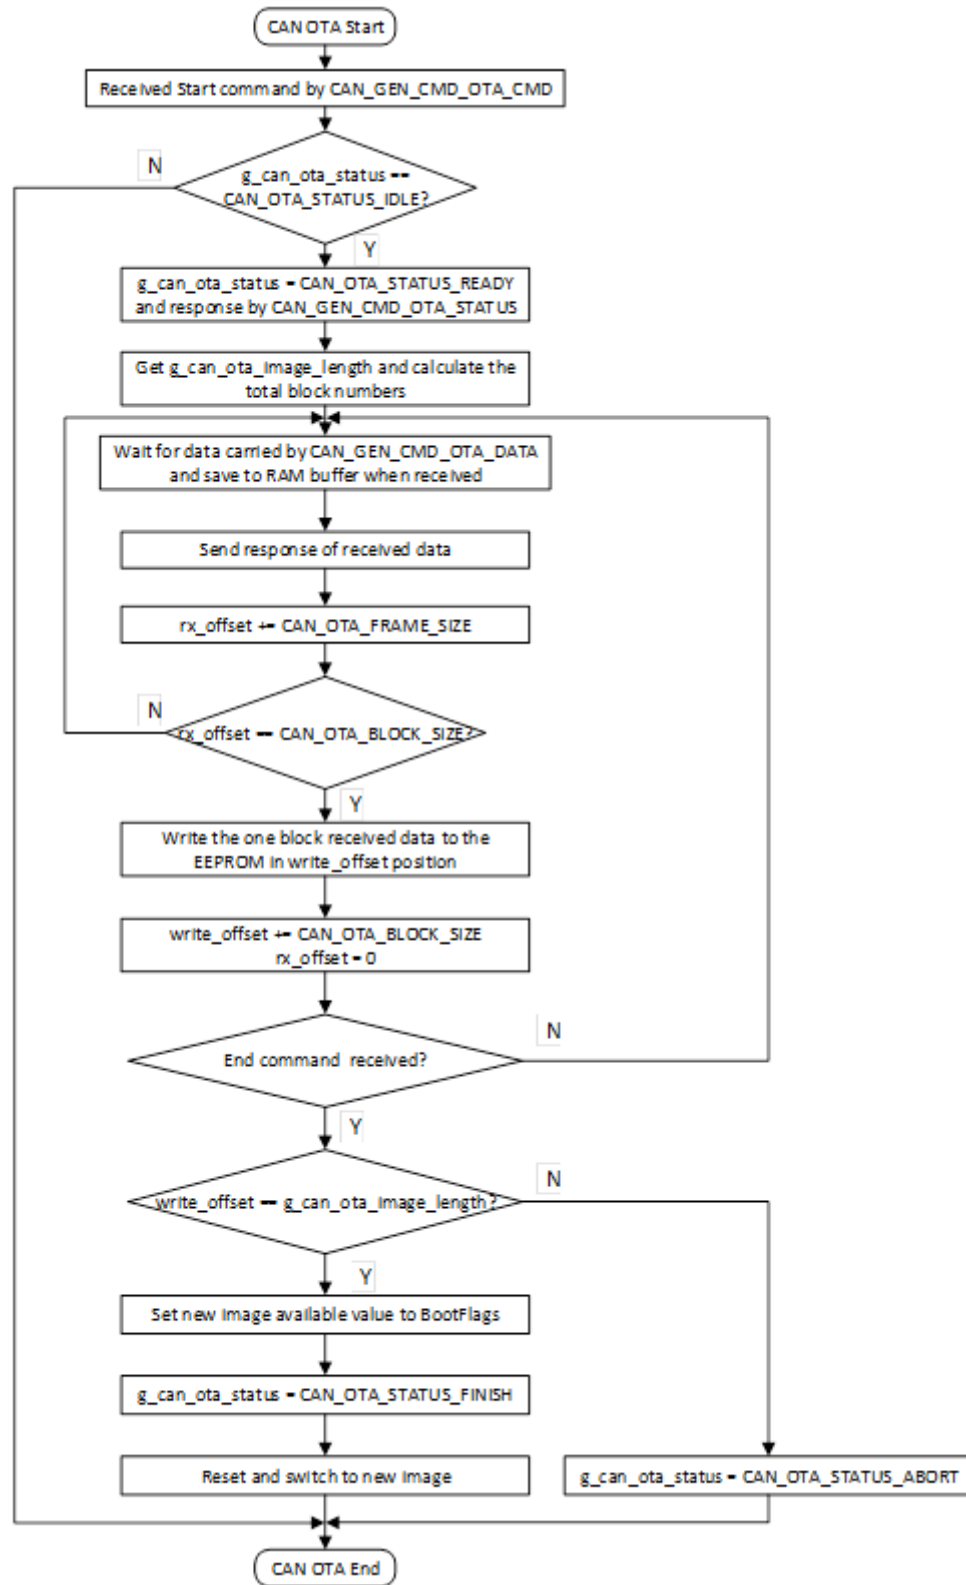 CAN OTA Start
Received Start command by CAN_GEN_CMD_OTA_CMD
N
g_can_ota_status ==
CAN_OTA_STATUS_IDLE?
Y
g_can_ota_status = CAN_OTA_STATUS_READY
and response by CAN_GEN_CMD_OTA_STATUS
Get g_can_ota_image_length and calculate the
total block numbers
Wait for data carried by CAN_GEN_CMD_OTA_DATA
and save to RAM buffer when received
Send response of received data
rx_offset += CAN_OTA_FRAME_SIZE
N
rx_offset == CAN_OTA_BLOCK_SIZE?
Y
Write the one block received data to the
EEPROM in write_offset position
write_offset += CAN_OTA_BLOCK_SIZE
rx_offset = 0
N
End command received?
Y
N
write_offset == g_can_ota_image_length?
Y
Set new image available value to BootFlags
g_can_ota_status = CAN_OTA_STATUS_FINISH
Reset and switch to new image
g_can_ota_status = CAN_OTA_STATUS_ABORT
CAN OTA End